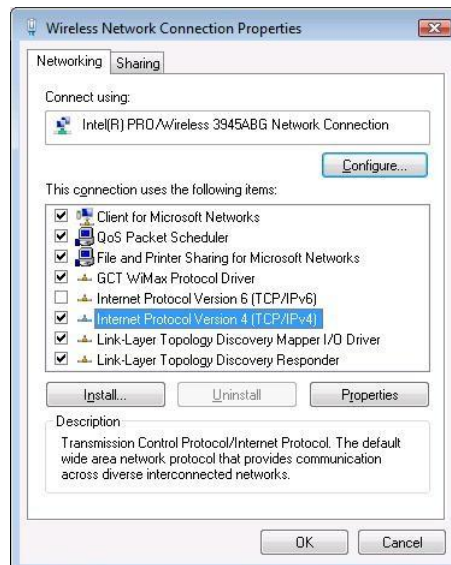 Wireless Network Connection Properties
Networking
Sharing
Connect using:
Intel(R) PRO/Wireless 3945ABG Network Connection
Configure...
This connection uses the following items:
Client for Microsoft Networks
QoS Packet Scheduler
File and Printer Sharing for Microsoft Networks
GCT WiMax Protocol Driver
Internet Protocol Version 6 (TCP/IPv6)
Internet Protocol Version 4 (TCP/IPv4)
Link-Layer Topology Discovery Mapper I/O Driver
Link-Layer Topology Discovery Responder
Install...
Uninstall
Properties
Description
Transmission Control Protocol/Internet Protocol. The default
wide area network protocol that provides communication
across diverse interconnected networks.
OK
Cancel